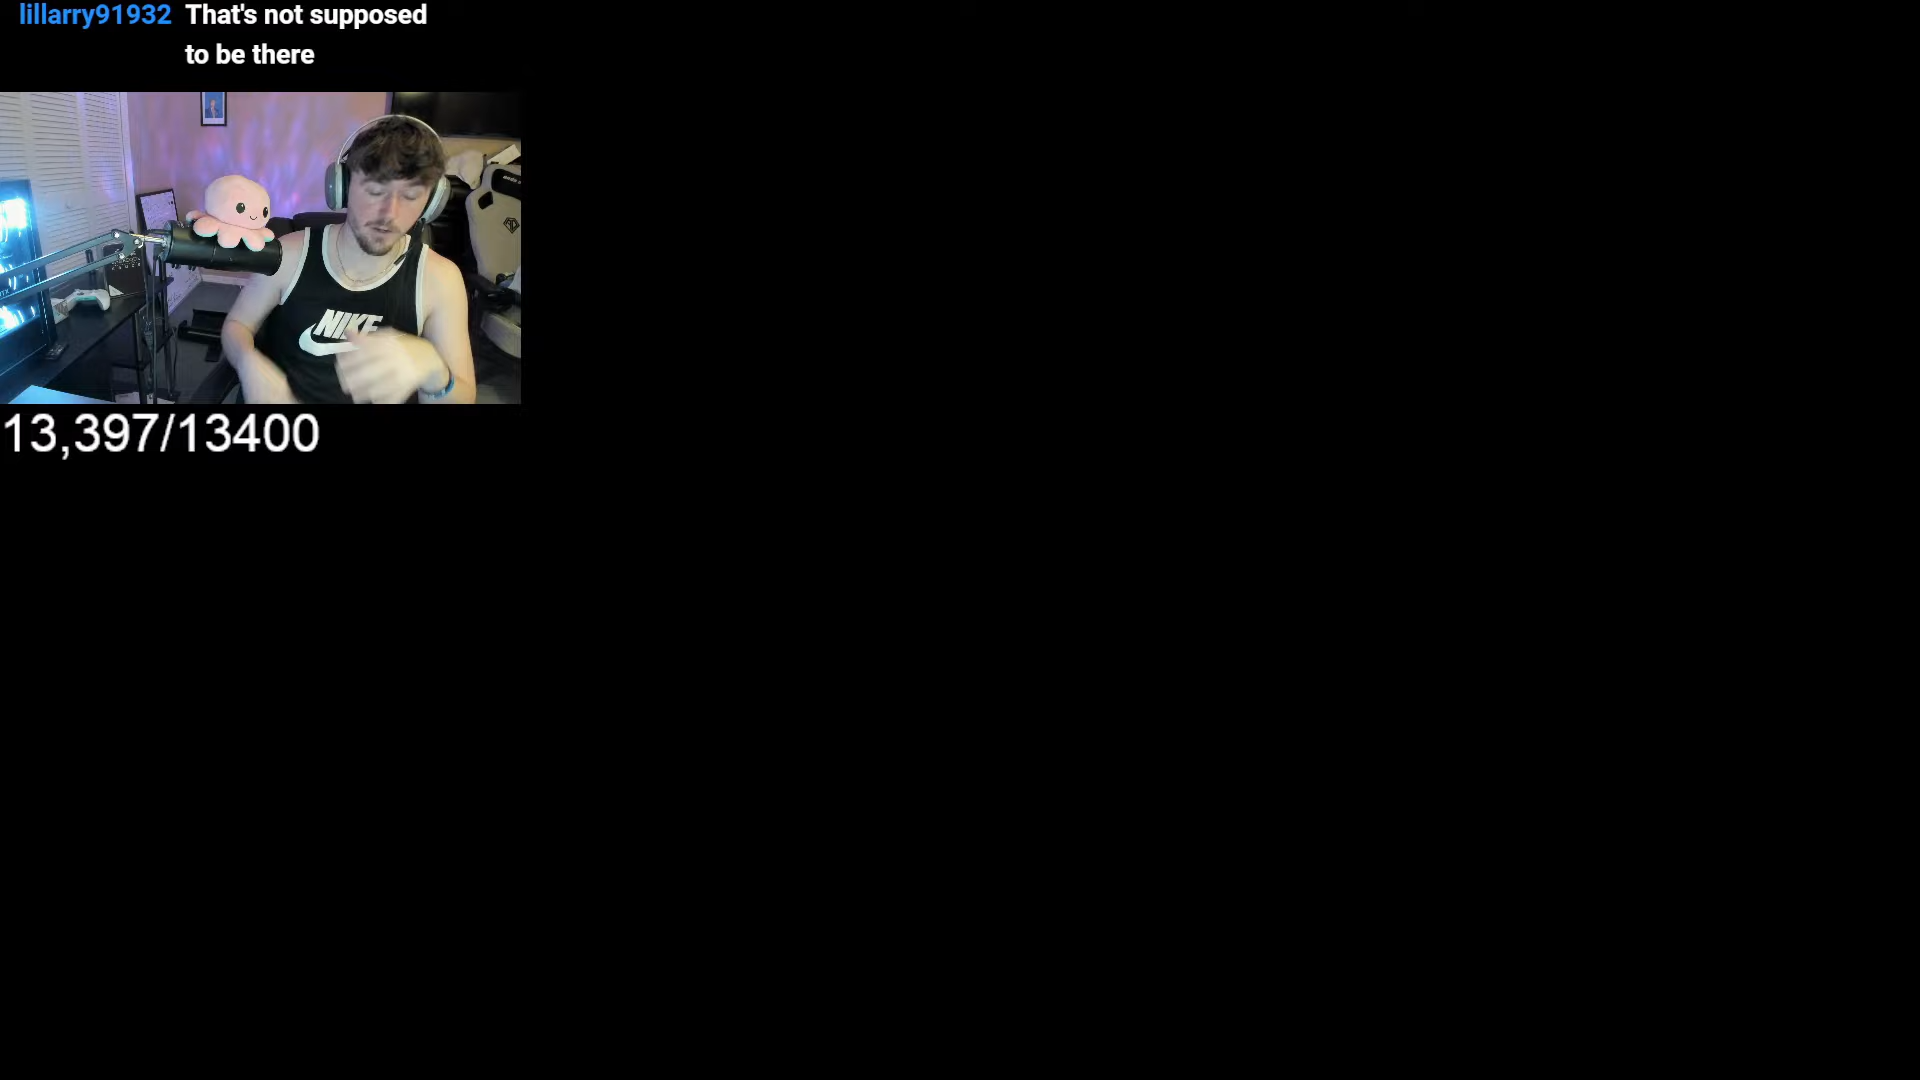 lillarry91932 That's not supposed
to be there
NIKE
13,397/13400